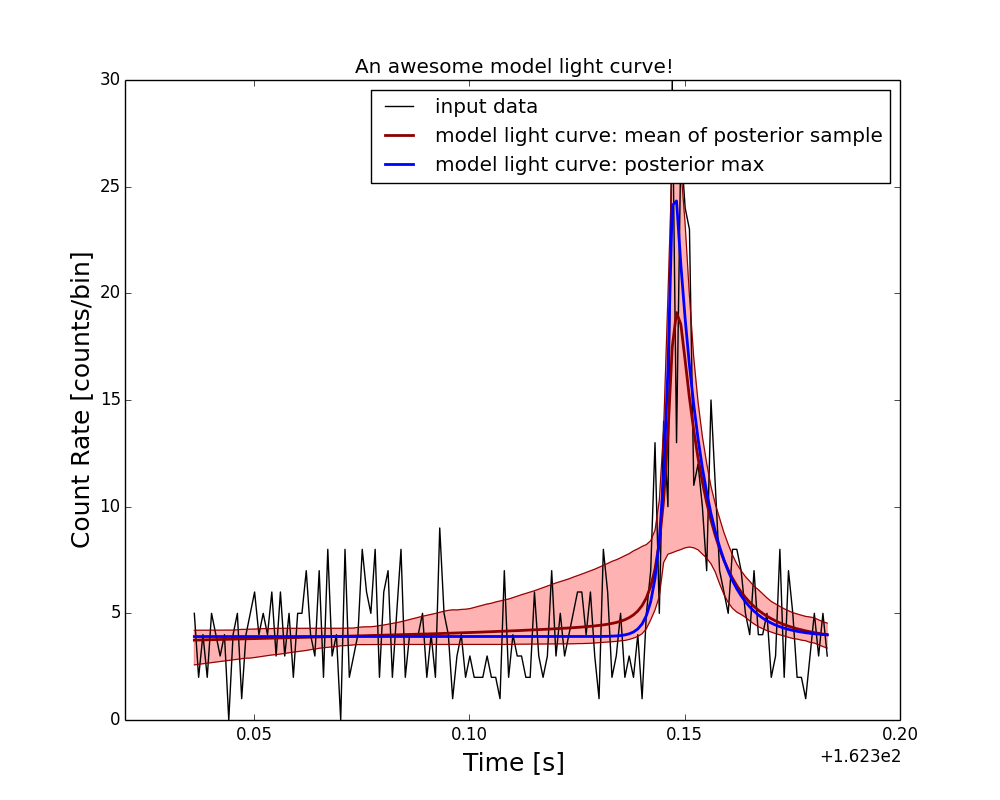 An awesome model light curve!
input data
model light curve: mean of posterior sample
model light curve: posterior max
Count Rate [counts/bin]
30
25
20
15
10
5
0
0.05 0.10 0.15 0.20
+1.623e2
Time [s]